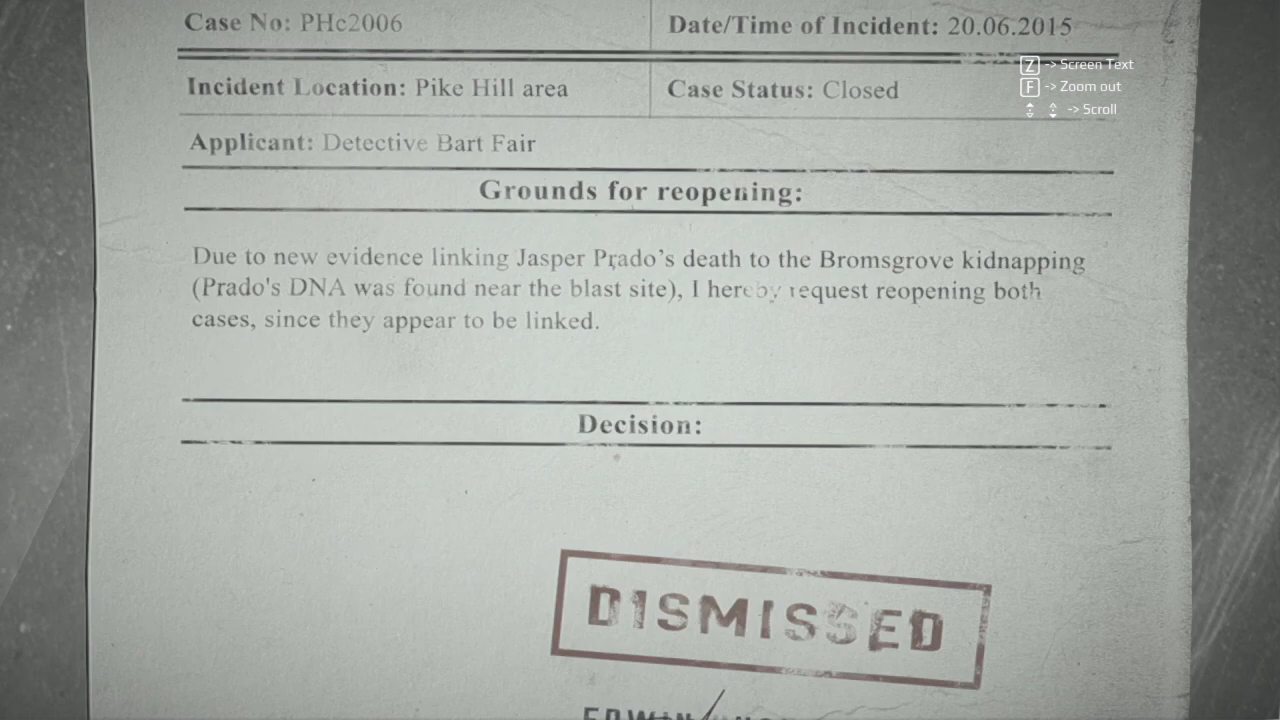 Case No: PHc2006
Date/Time of Incident: 20.06.2015
Z -> Screen Text
Incident Location: Pike Hill area
Case Status: Closed
F -> Zoom out
-> Scroll
Applicant: Detective Bart Fair
Grounds for reopening:
Due to new evidence linking Jasper Prado's death to the Bromsgrove kidnapping
(Prado's DNA was found near the blast site), I hereby request reopening both
cases, since they appear to be linked.
Decision:
DISMISSED